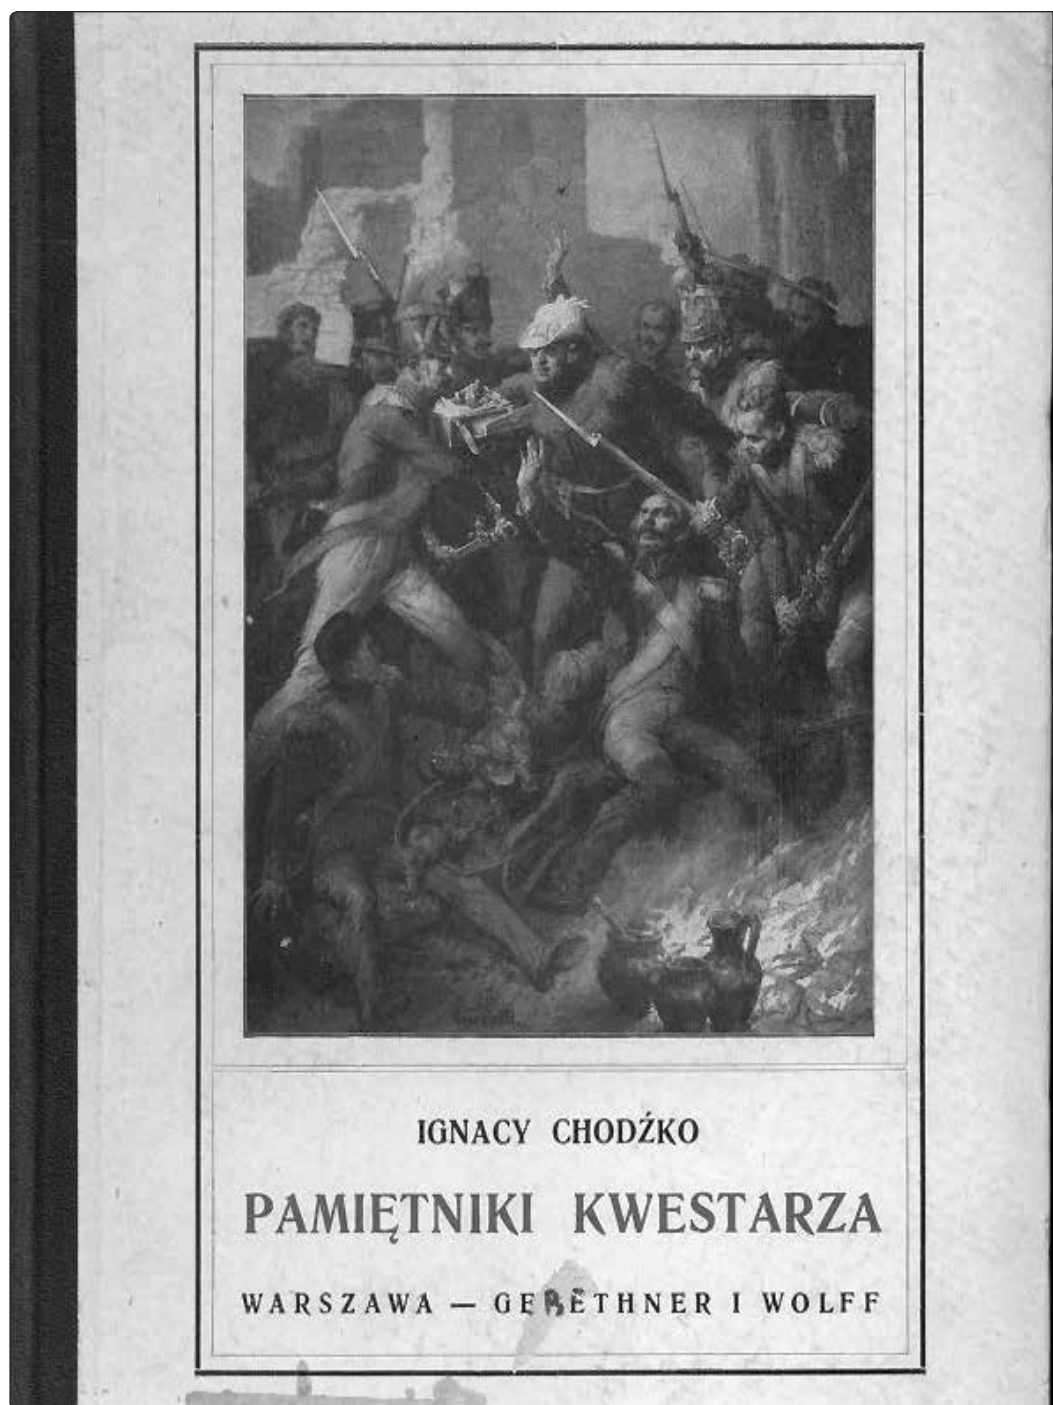 IGNACY CHODŹKO
PAMIĘTNIKI KWESTARZA
WARSZAWA — GEBETHNER I WOLFF